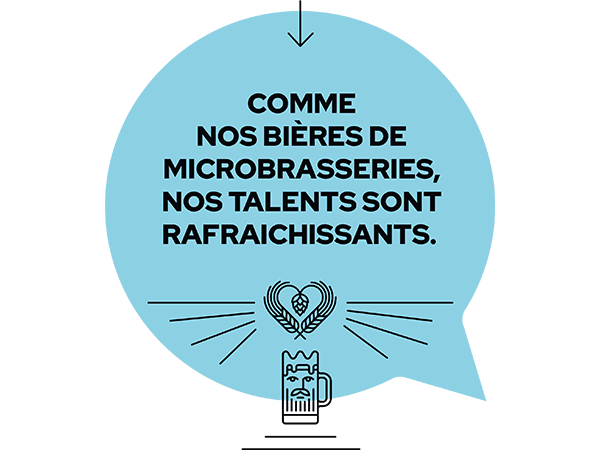 COMME
NOS BIÈRES DE
MICROBRASSERIES,
NOS TALENTS SONT
RAFRAICHISSANTS.